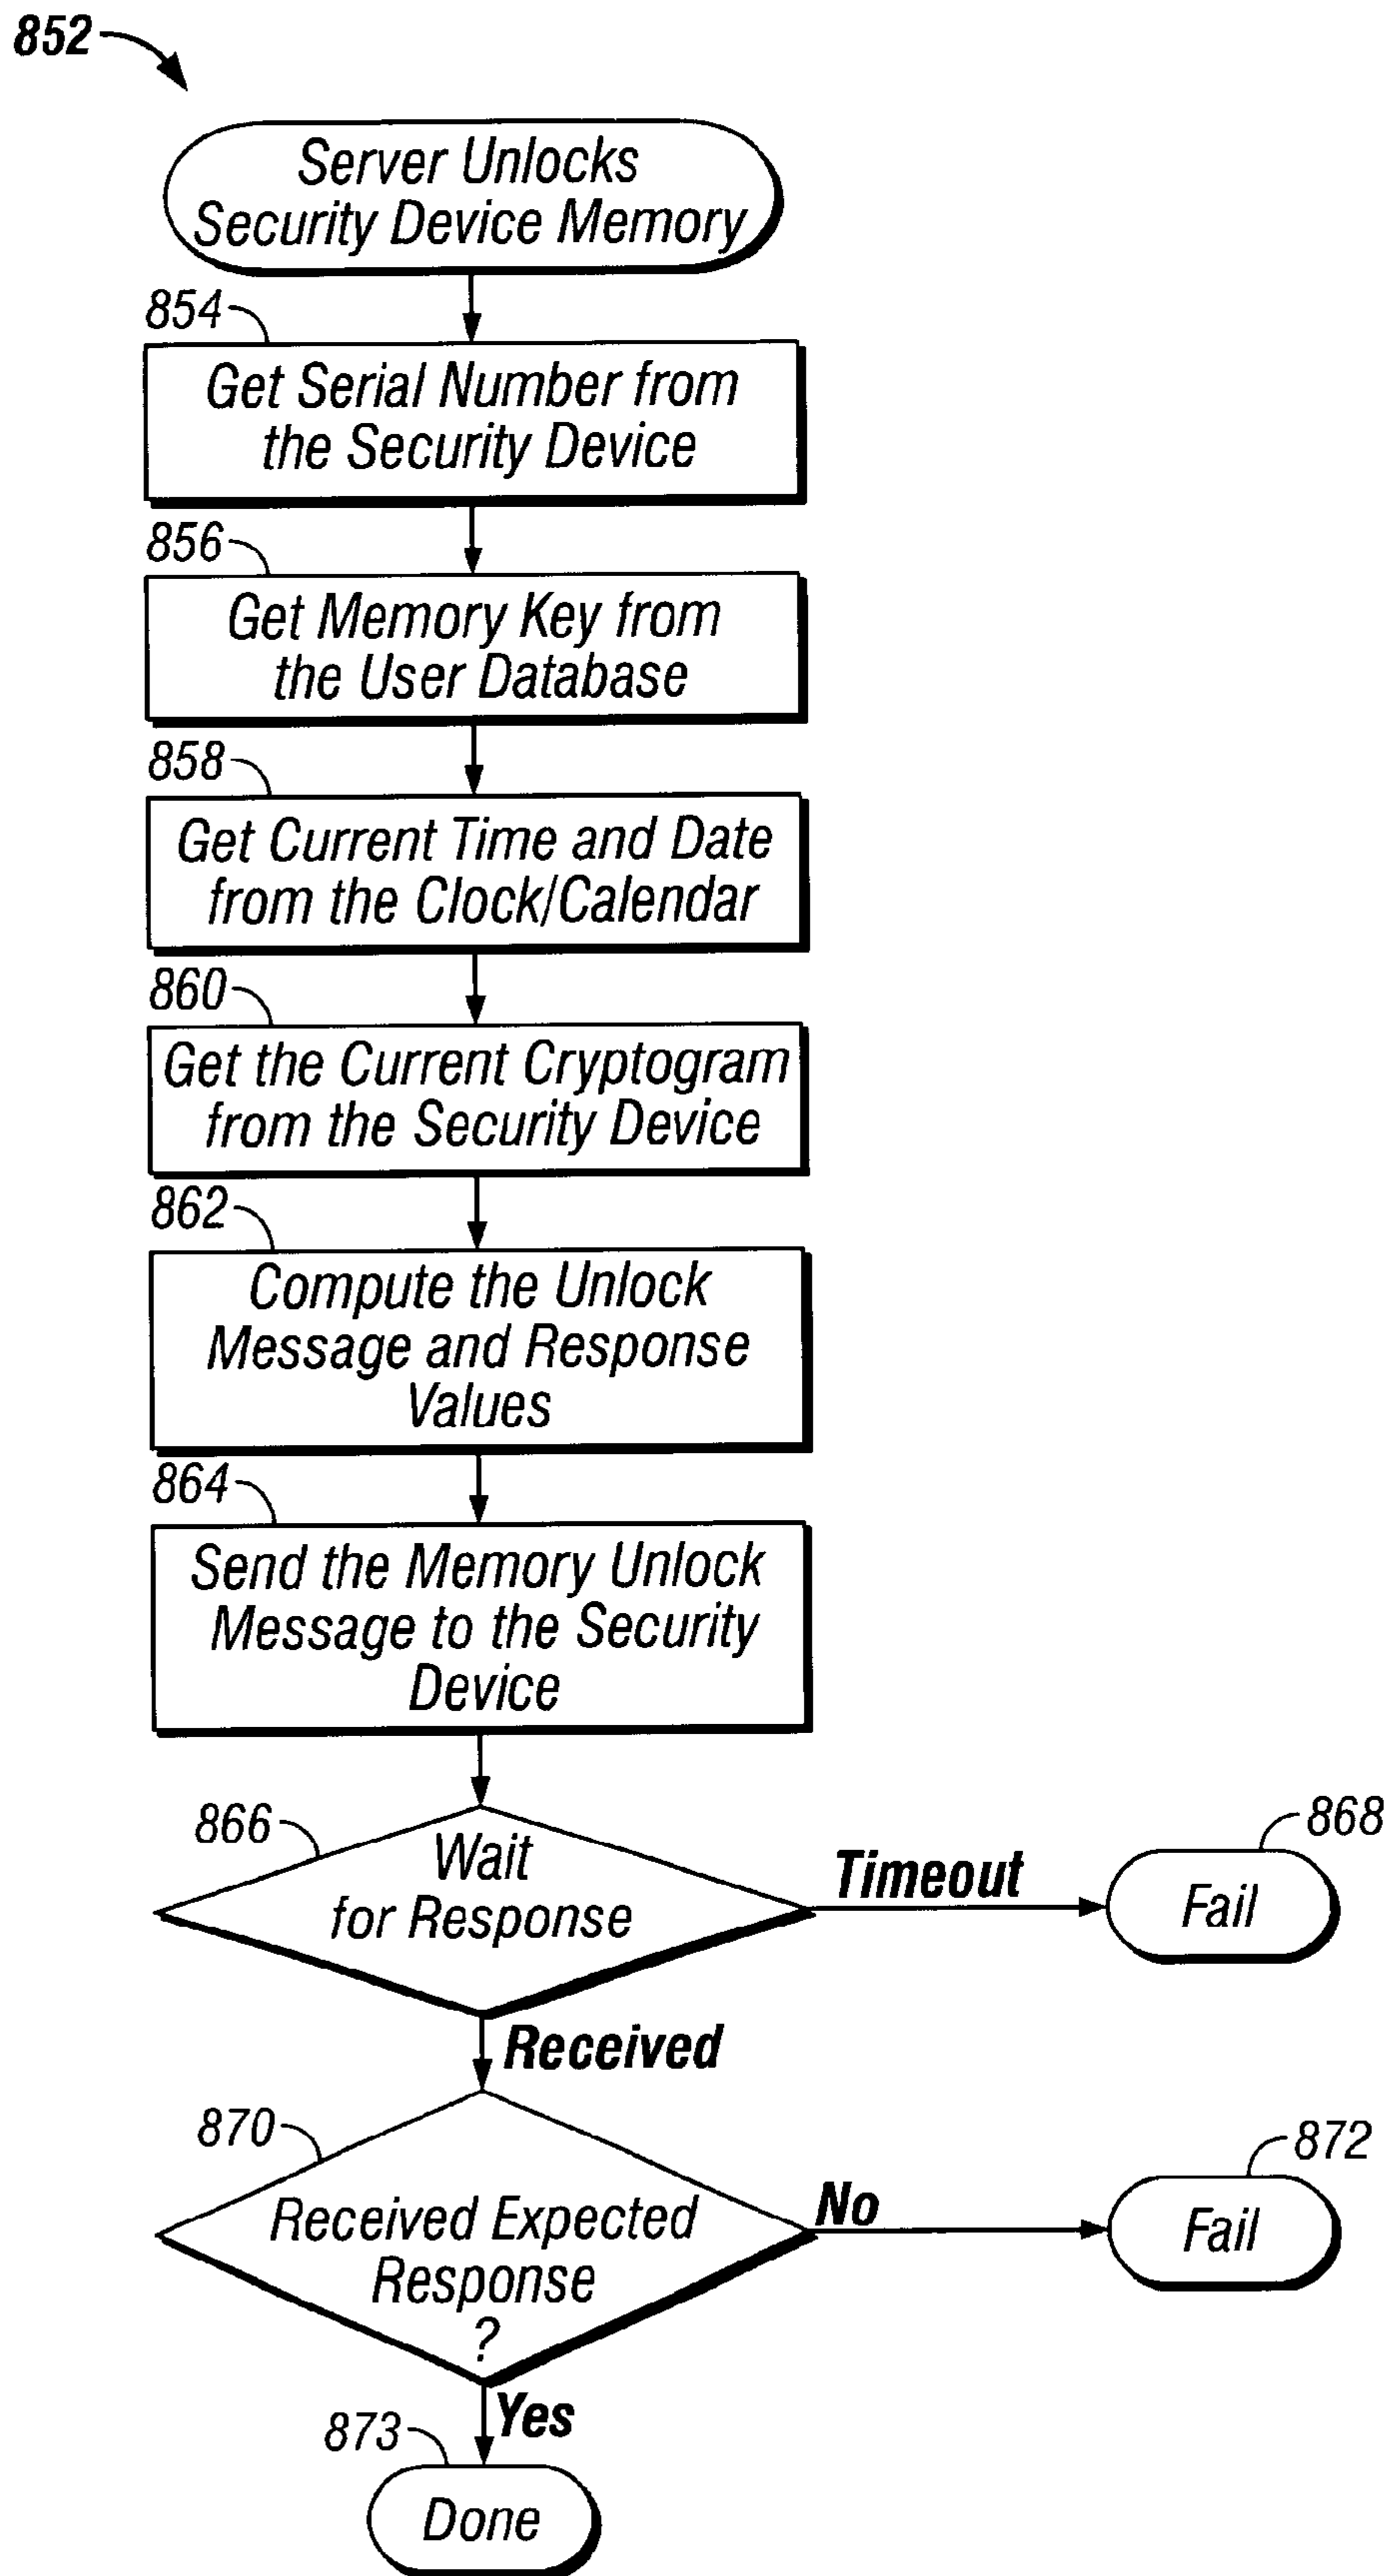 852
Server Unlocks
Security Device Memory
854
Get Serial Number from
the Security Device
856
Get Memory Key from
the User Database
858
Get Current Time and Date
from the Clock/Calendar
860
Get the Current Cryptogram
from the Security Device
862
Compute the Unlock
Message and Response
Values
864
Send the Memory Unlock
Message to the Security
Device
866
Wait
for Response
Timeout
868
Fail
Received
870
Received Expected
Response
?
No
872
Fail
Yes
873
Done